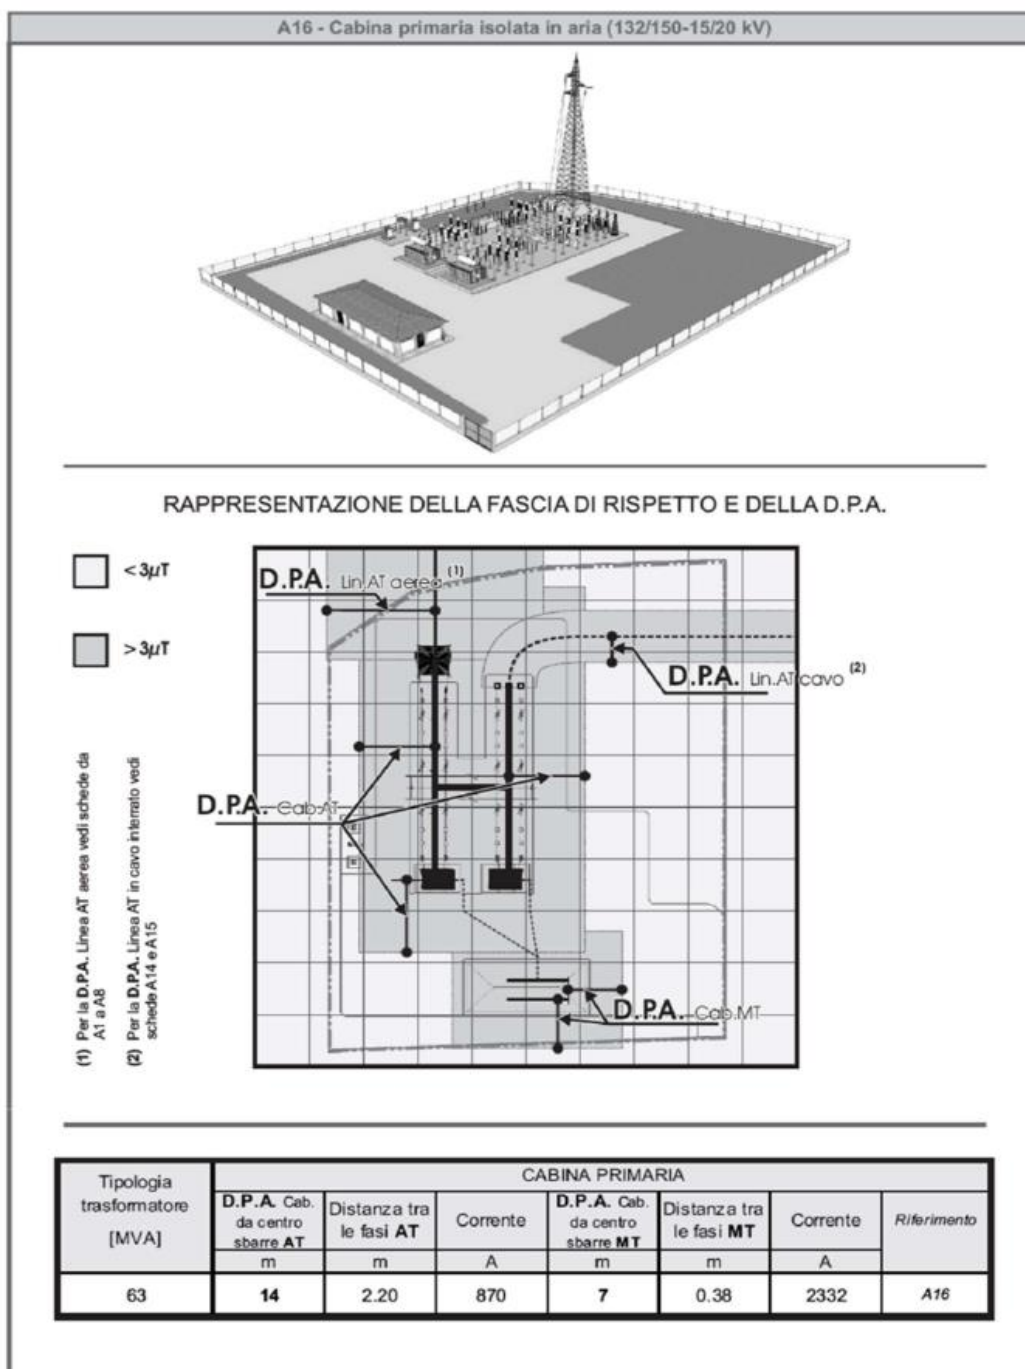 A16 - Cabina primaria isolata in aria (132/150-15/20 kV)
RAPPRESENTAZIONE DELLA FASCIA DI RISPETTO E DELLA D.P.A.
< 3µT
> 3µT
D.P.A. Lin.AT aerea (1)
D.P.A. Lin.AT cavo (2)
D.P.A. Cab.AT
D.P.A. Cab.MT
(1) Per la D.P.A. Linea AT aerea vedi schede da
A1 a A8
(2) Per la D.P.A. Linea AT in cavo interrato vedi
schede A14 e A15
CABINA PRIMARIA
Tipologia
trasformatore
[MVA]
D.P.A. Cab.
da centro
sbarre AT
Distanza tra
le fasi AT
Corrente
D.P.A. Cab.
da centro
sbarre MT
Distanza tra
le fasi MT
Corrente
Riferimento
m m A m m A
63 14 2.20 870 7 0.38 2332 A16